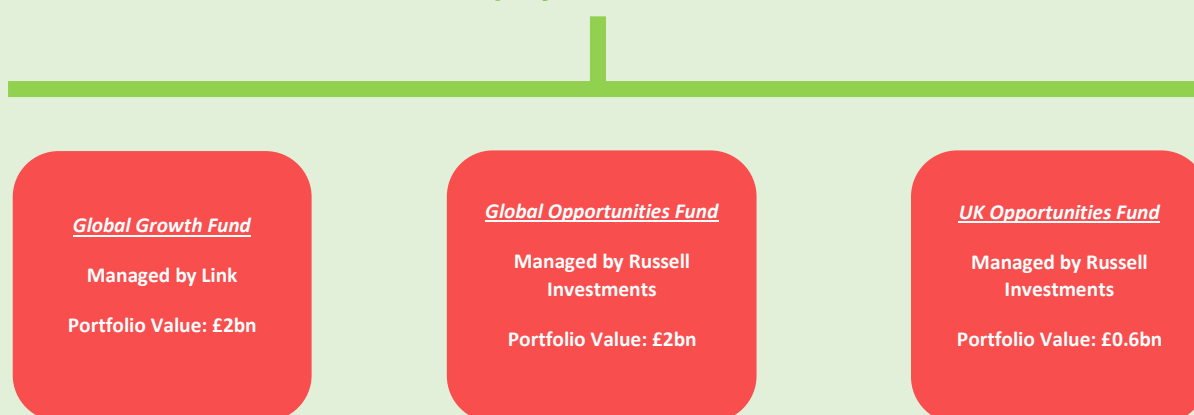 Global Growth Fund
Managed by Link
Portfolio Value: £2bn
Global Opportunities Fund
Managed by Russell
Investments
Portfolio Value: £2bn
UK Opportunities Fund
Managed by Russell
Investments
Portfolio Value: £0.6bn